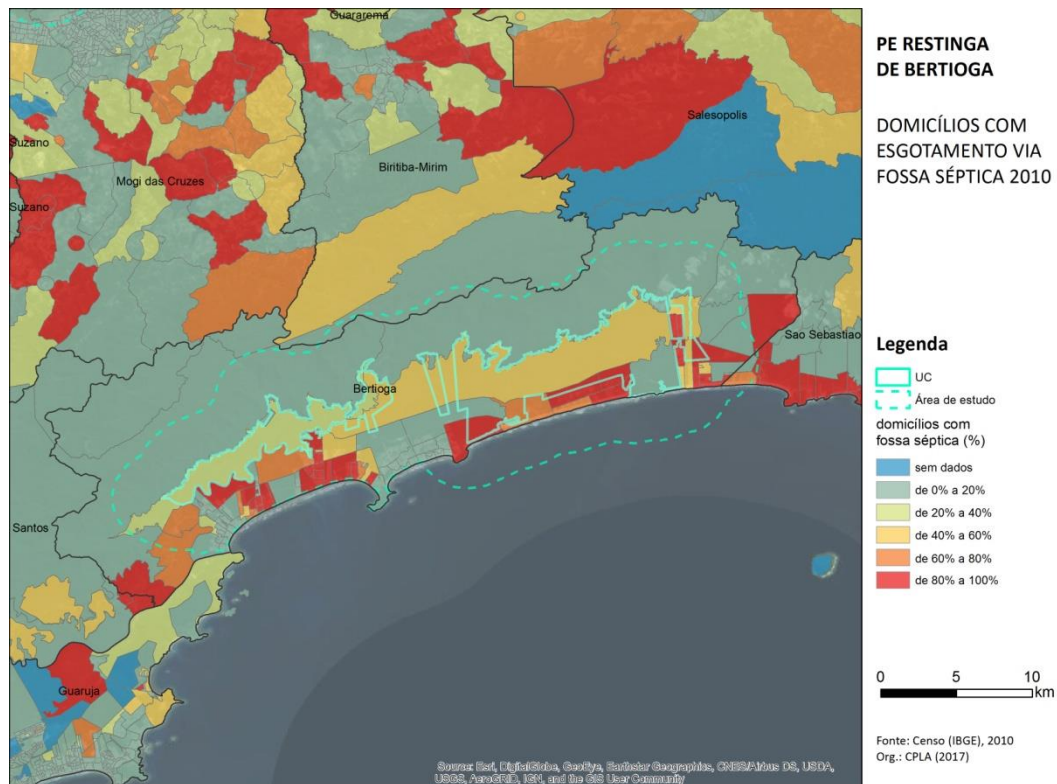 Guararema
Suzano
Mogi das Cruzes
Suzano
Biritiba-Mirim
Salesopolis
Sao Sebastiao
Bertioga
Santos
Guaruja
Source: Esri, DigitalGlobe, GeoEye, Earthstar Geographics, CNES/Airbus DS, USDA,
USGS, AeroGRID, IGN, and the GIS User Community
PE RESTINGA
DE BERTIOGA
DOMICÍLIOS COM
ESGOTAMENTO VIA
FOSSA SÉPTICA 2010
Legenda
UC
Área de estudo
domicílios com
fossa séptica (%)
sem dados
de 0% a 20%
de 20% a 40%
de 40% a 60%
de 60% a 80%
de 80% a 100%
0 5 10
km
Fonte: Censo (IBGE), 2010
Org.: CPLA (2017)